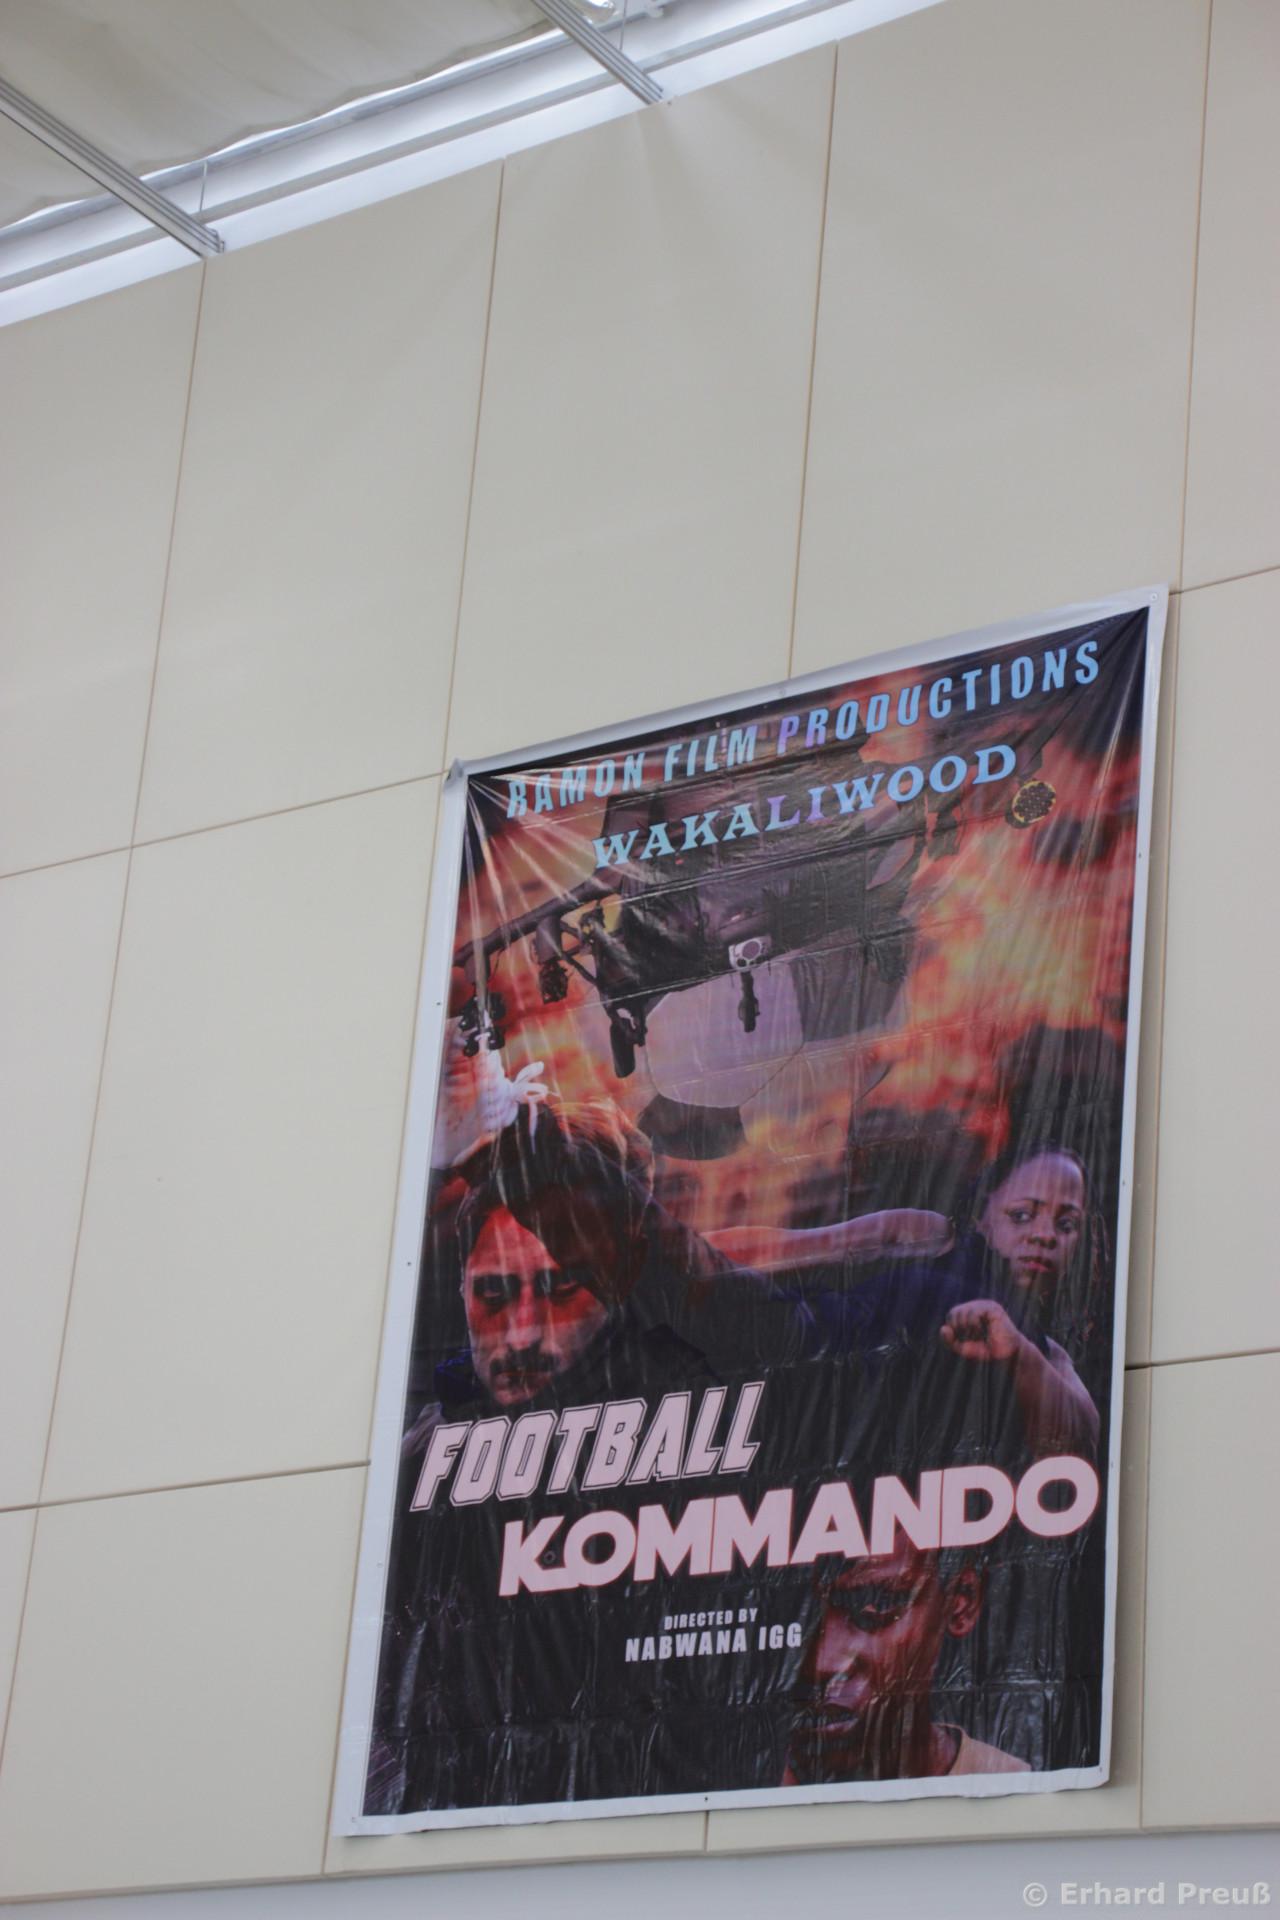 RAMON FILM PRODUCTIONS
WAKALIWOOD
FOOTBALL
KOMMANDO
DIRECTED BY
NABWANA IGG
© Erhard Preuß